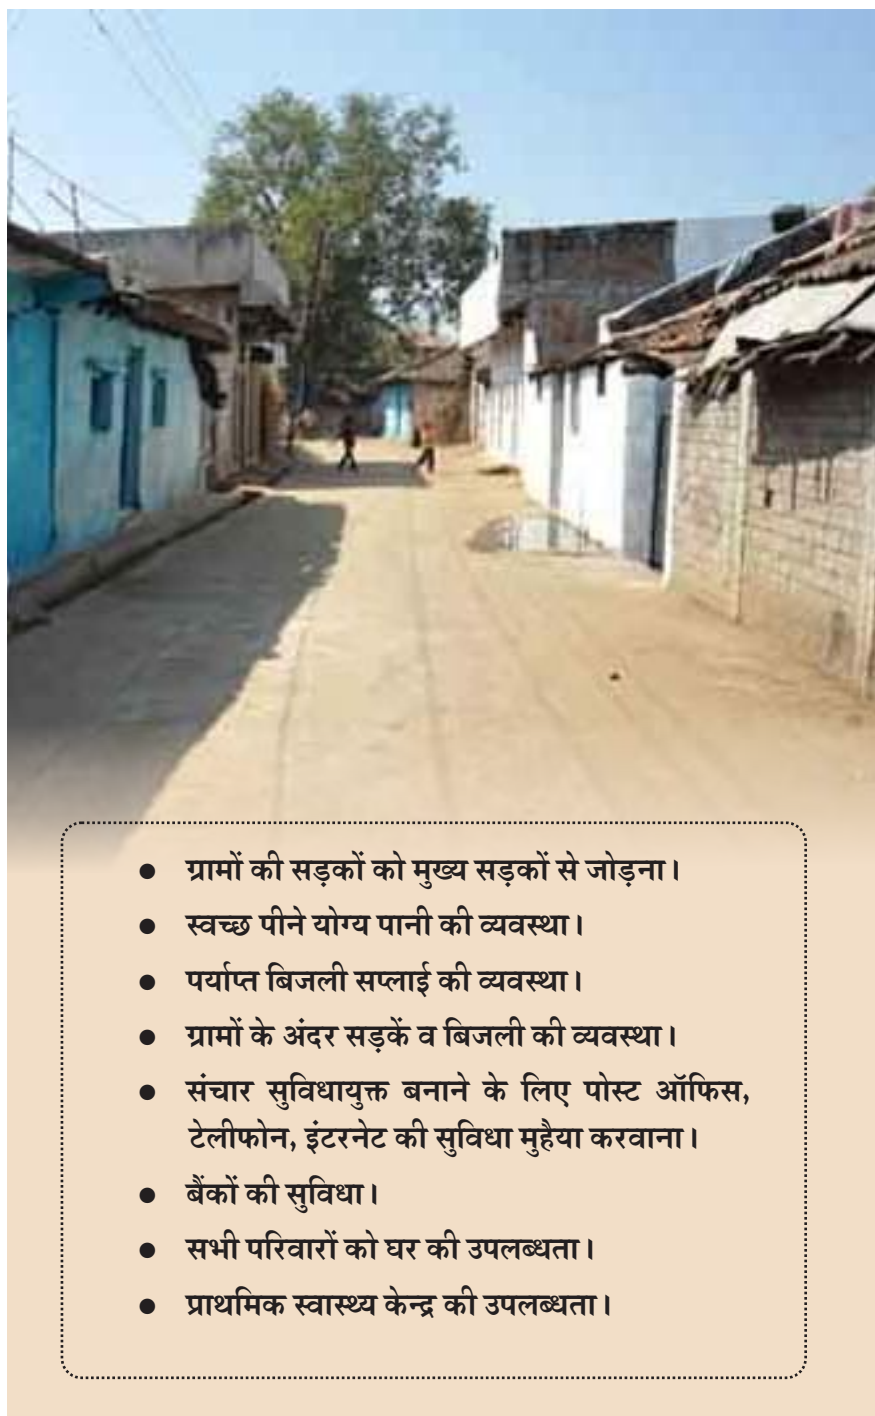 ● ग्रामों की सड़कों को मुख्य सड़कों से जोड़ना।
● स्वच्छ पीने योग्य पानी की व्यवस्था।
● पर्याप्त बिजली सप्लाई की व्यवस्था।
● ग्रामों के अंदर सड़कें व बिजली की व्यवस्था।
● संचार सुविधायुक्त बनाने के लिए पोस्ट ऑफिस,
टेलीफोन, इंटरनेट की सुविधा मुहैया करवाना।
● बैंकों की सुविधा।
● सभी परिवारों को घर की उपलब्धता।
● प्राथमिक स्वास्थ्य केन्द्र की उपलब्धता।